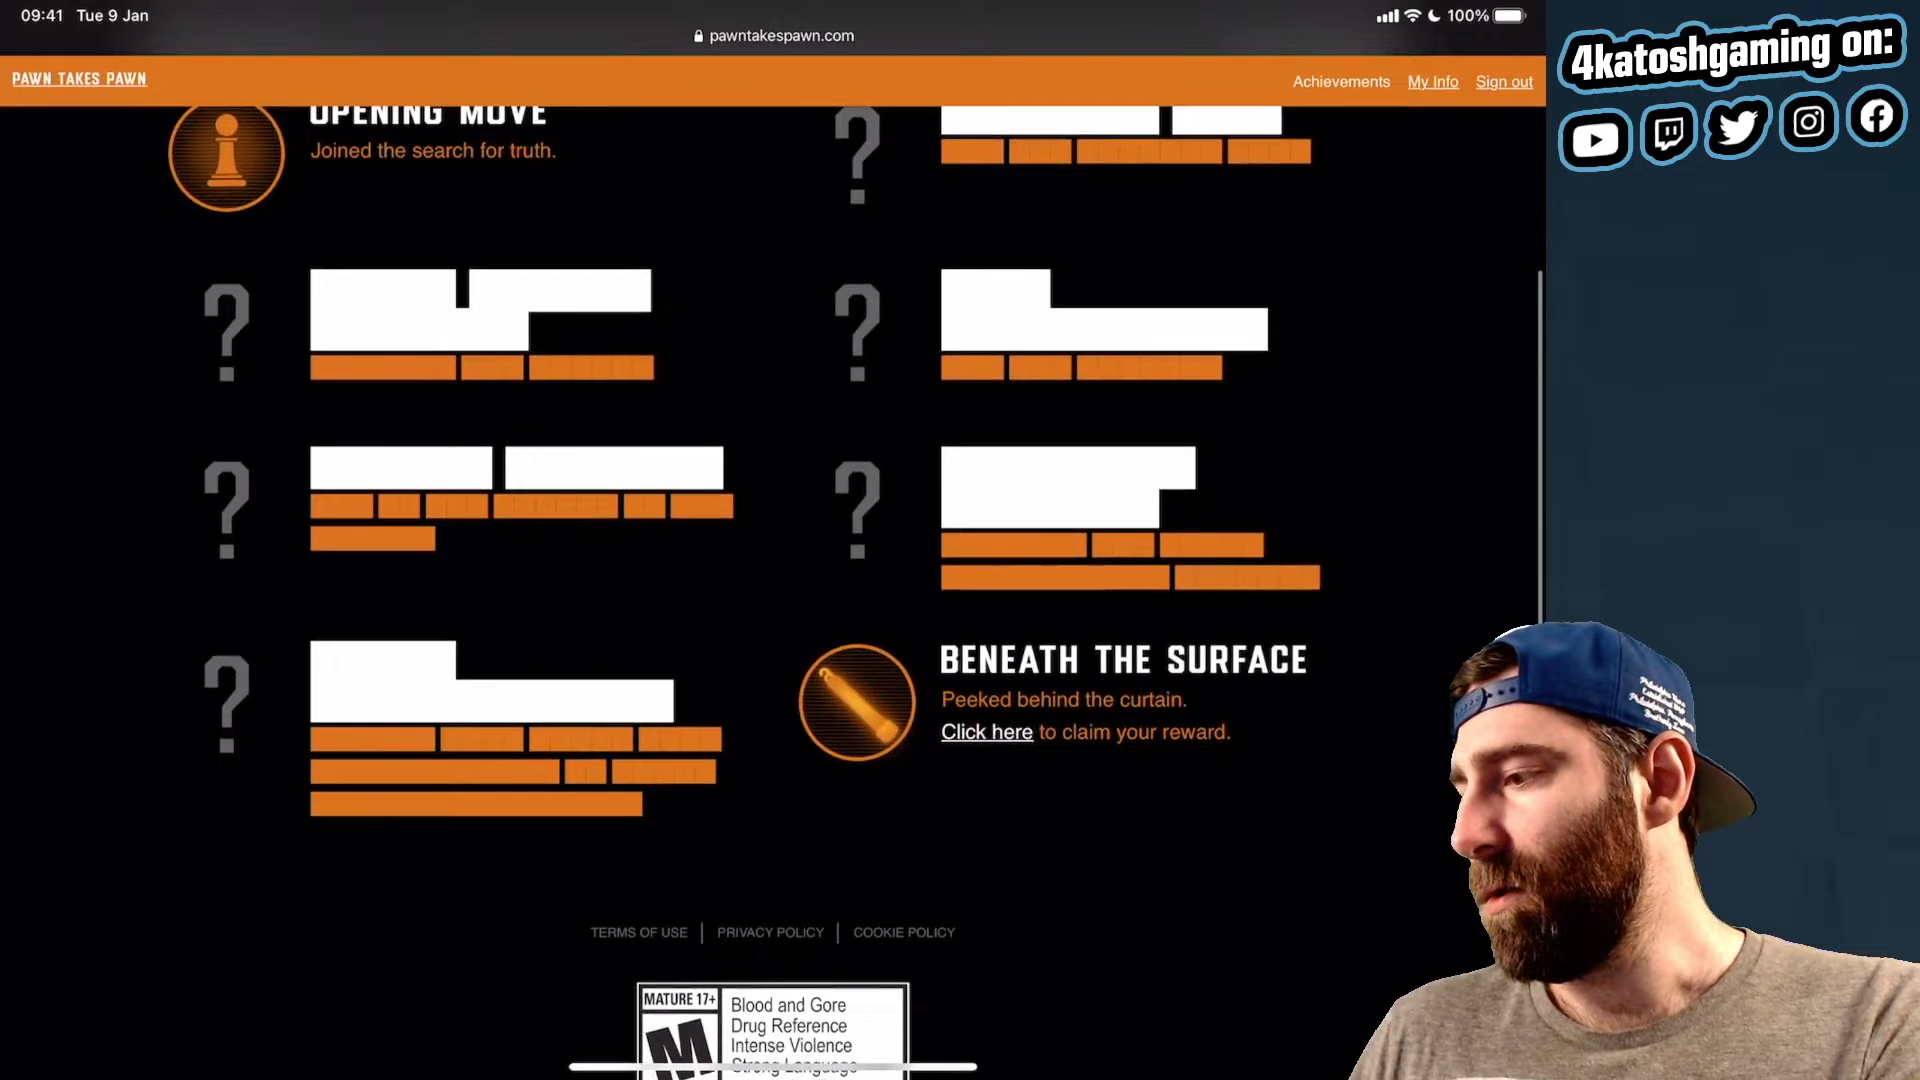 09:41 Tue 9 Jan
100%
pawntakespawn.com
PAWN TAKES PAWN
Achievements My Info Sign out
4katoshgaming on:
OPENING MOVE
Joined the search for truth.
BENEATH THE SURFACE
Peeked behind the curtain.
Click here to claim your reward.
TERMS OF USE | PRIVACY POLICY | COOKIE POLICY
MATURE 17+
M
Blood and Gore
Drug Reference
Intense Violence
Strong Language